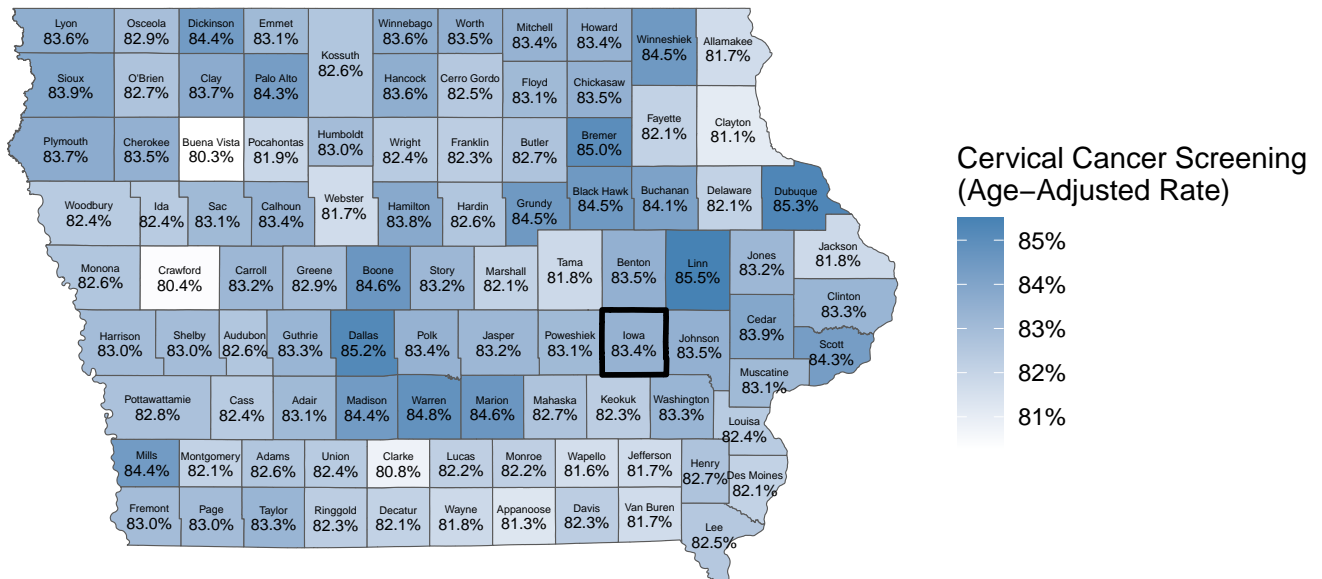 Lyon
83.6%
Osceola
82.9%
Dickinson
84.4%
Emmet
83.1%
Kossuth
82.6%
Winnebago
83.6%
Worth
83.5%
Mitchell
83.4%
Howard
83.4%
Winneshiek
84.5%
Allamakee
81.7%
Sioux
83.9%
O'Brien
82.7%
Clay
83.7%
Palo Alto
84.3%
Hancock
83.6%
Cerro Gordo
82.5%
Floyd
83.1%
Chickasaw
83.5%
Fayette
82.1%
Clayton
81.1%
Plymouth
83.7%
Cherokee
83.5%
Buena Vista
80.3%
Pocahontas
81.9%
Humboldt
83.0%
Wright
82.4%
Franklin
82.3%
Butler
82.7%
Bremer
85.0%
Woodbury
82.4%
Ida
82.4%
Sac
83.1%
Calhoun
83.4%
Webster
81.7%
Hamilton
83.8%
Hardin
82.6%
Grundy
84.5%
Black Hawk
84.5%
Buchanan
84.1%
Delaware
82.1%
Dubuque
85.3%
Monona
82.6%
Crawford
80.4%
Carroll
83.2%
Greene
82.9%
Boone
84.6%
Story
83.2%
Marshall
82.1%
Tama
81.8%
Benton
83.5%
Linn
85.5%
Jones
83.2%
Jackson
81.8%
Clinton
83.3%
Harrison
83.0%
Shelby
83.0%
Audubon
82.6%
Guthrie
83.3%
Dallas
85.2%
Polk
83.4%
Jasper
83.2%
Poweshiek
83.1%
Iowa
83.4%
Johnson
83.5%
Cedar
83.9%
Scott
84.3%
Muscatine
83.1%
Pottawattamie
82.8%
Cass
82.4%
Adair
83.1%
Madison
84.4%
Warren
84.8%
Marion
84.6%
Mahaska
82.7%
Keokuk
82.3%
Washington
83.3%
Louisa
82.4%
Mills
84.4%
Montgomery
82.1%
Adams
82.6%
Union
82.4%
Clarke
80.8%
Lucas
82.2%
Monroe
82.2%
Wapello
81.6%
Jefferson
81.7%
Henry
82.7%
Des Moines
82.1%
Fremont
83.0%
Page
83.0%
Taylor
83.3%
Ringgold
82.3%
Decatur
82.1%
Wayne
81.8%
Appanoose
81.3%
Davis
82.3%
Van Buren
81.7%
Lee
82.5%
Cervical Cancer Screening
(Age−Adjusted Rate)
85%
84%
83%
82%
81%